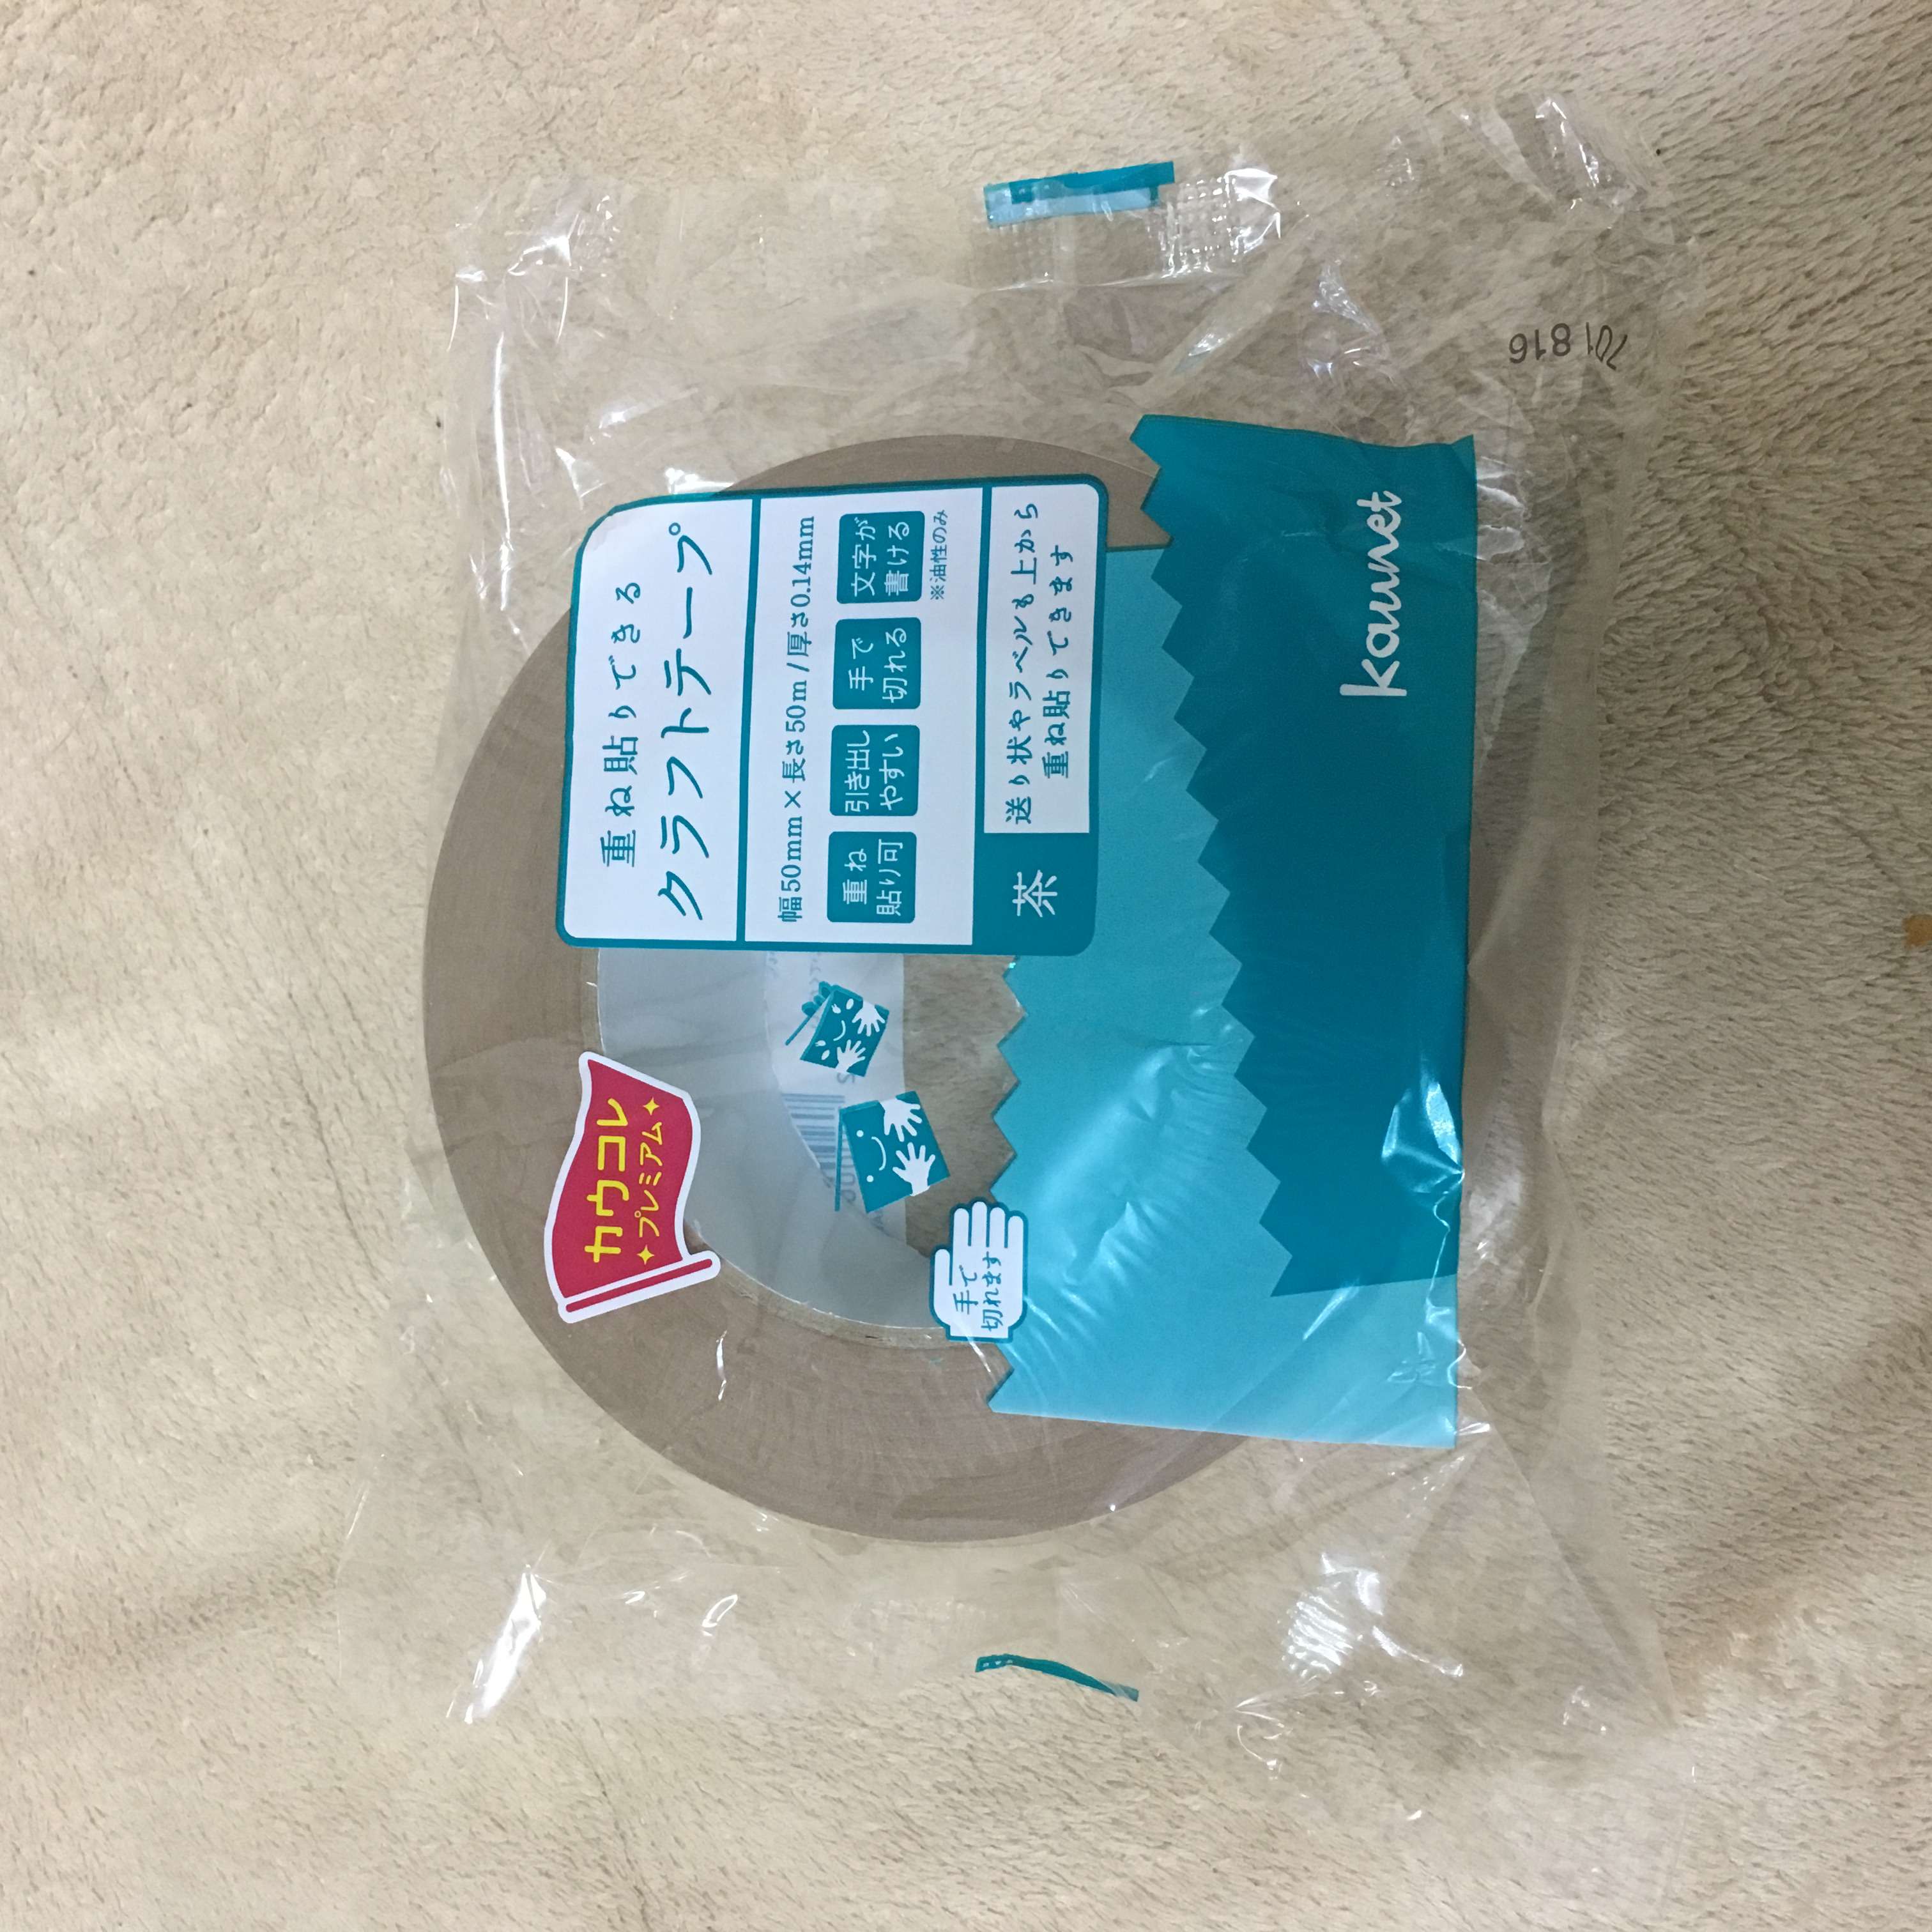 重ね貼りできる
クラフトテープ
幅50mm×長さ50m/厚さ0.14mm
重ね
貼り可
引き出し
やすい
手で
切れる
文字が
書ける
※油性のみ
茶
送り状やラベルも上から
重ね貼りできます
カウコレ
プレミアム
手で
切れます
kaunet
701816